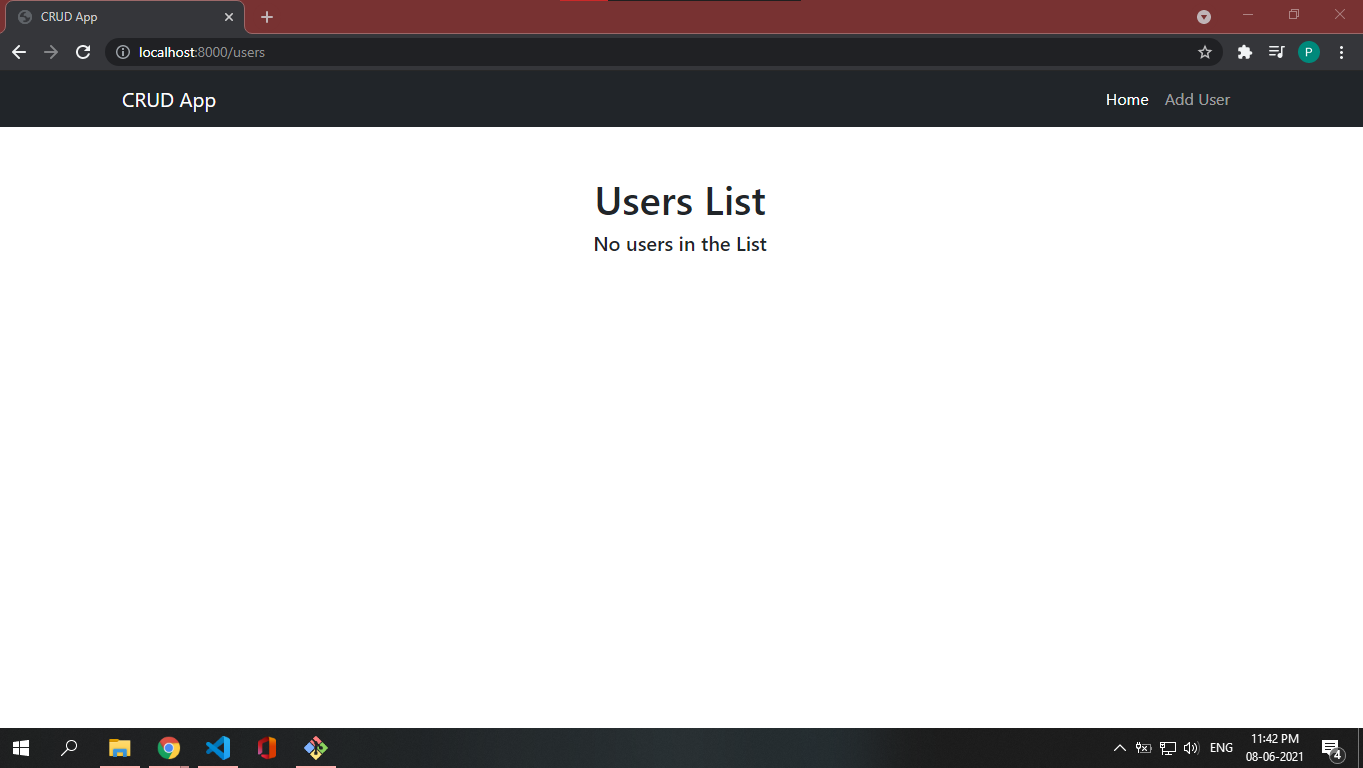 CRUD App
localhost:8000/users
P
CRUD App
Home
Add User
Users List
No users in the List
ENG
11:42 PM
08-06-2021
4